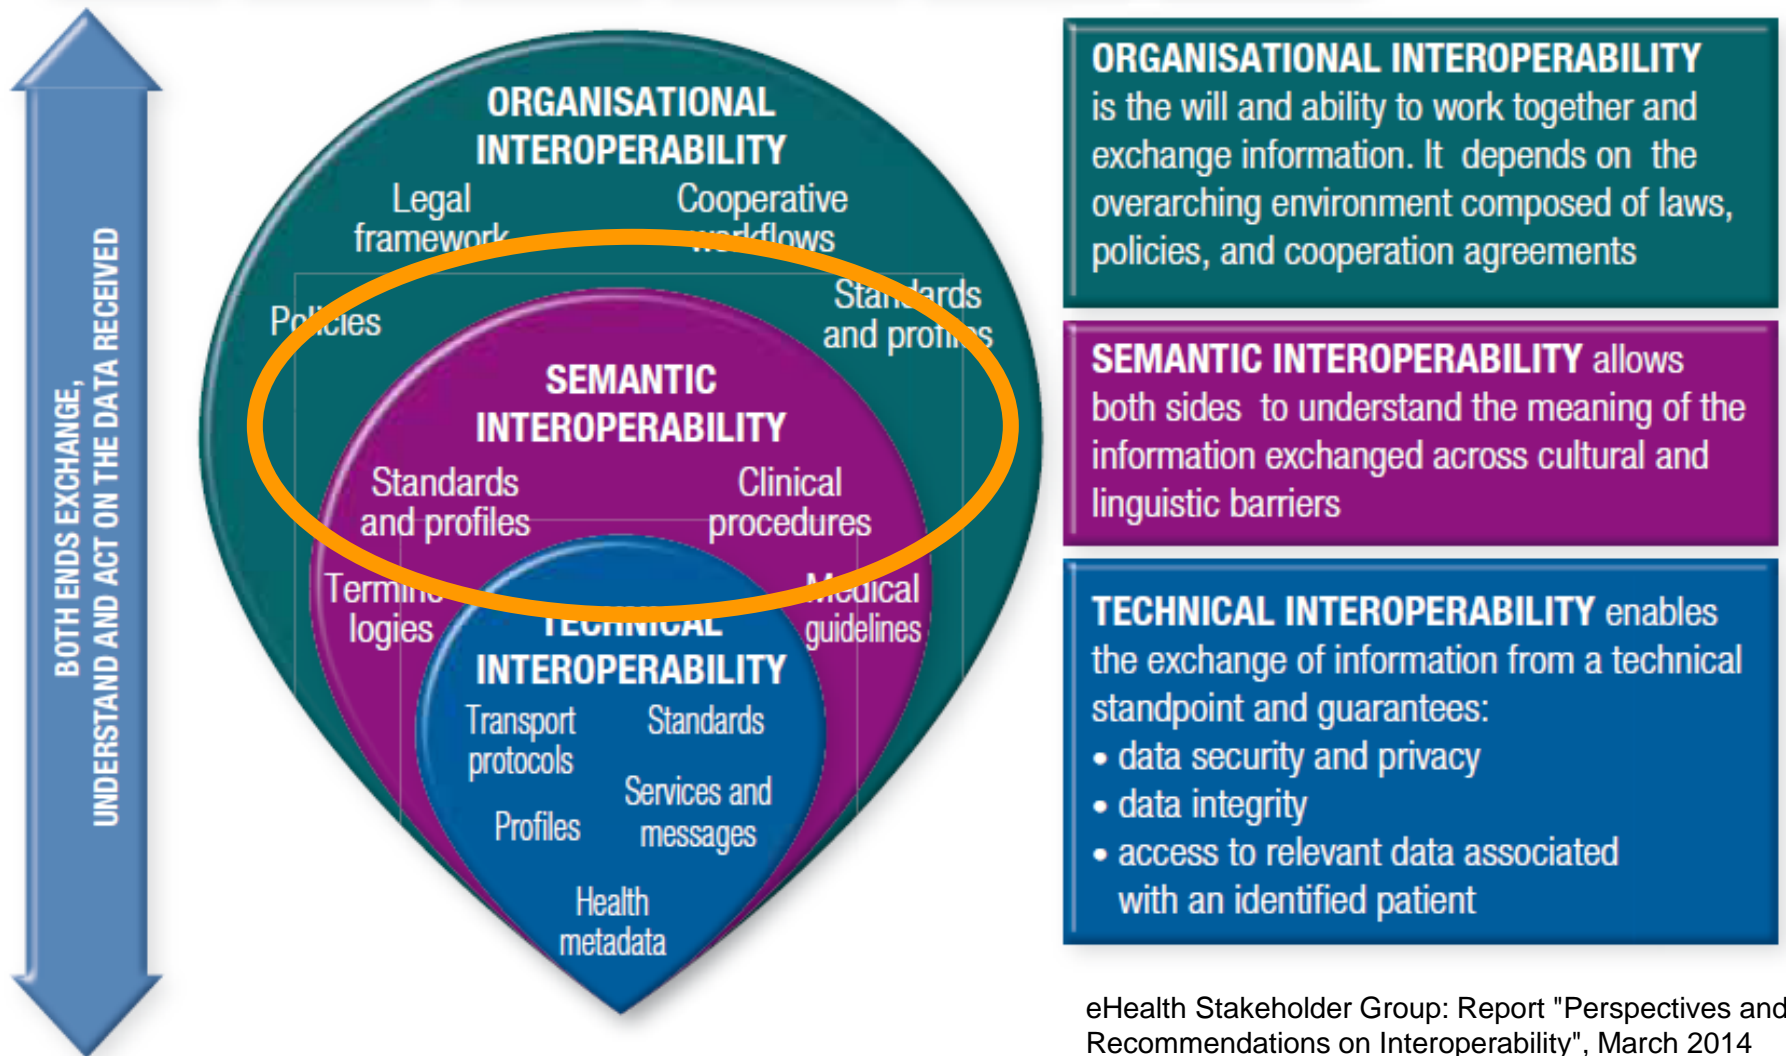 BOTH ENDS EXCHANGE,
UNDERSTAND AND ACT ON THE DATA RECEIVED
ORGANISATIONAL
INTEROPERABILITY
Legal
framework
Cooperative
workflows
Policies
Standards
and profiles
SEMANTIC
INTEROPERABILITY
Standards
and profiles
Clinical
procedures
Termino
logies
Medical
guidelines
TECHNICAL
INTEROPERABILITY
Transport
protocols
Standards
Profiles
Services and
messages
Health
metadata
ORGANISATIONAL INTEROPERABILITY
is the will and ability to work together and
exchange information. It depends on the
overarching environment composed of laws,
policies, and cooperation agreements
SEMANTIC INTEROPERABILITY allows
both sides to understand the meaning of the
information exchanged across cultural and
linguistic barriers
TECHNICAL INTEROPERABILITY enables
the exchange of information from a technical
standpoint and guarantees:
• data security and privacy
• data integrity
• access to relevant data associated
with an identified patient
eHealth Stakeholder Group: Report "Perspectives and
Recommendations on Interoperability", March 2014